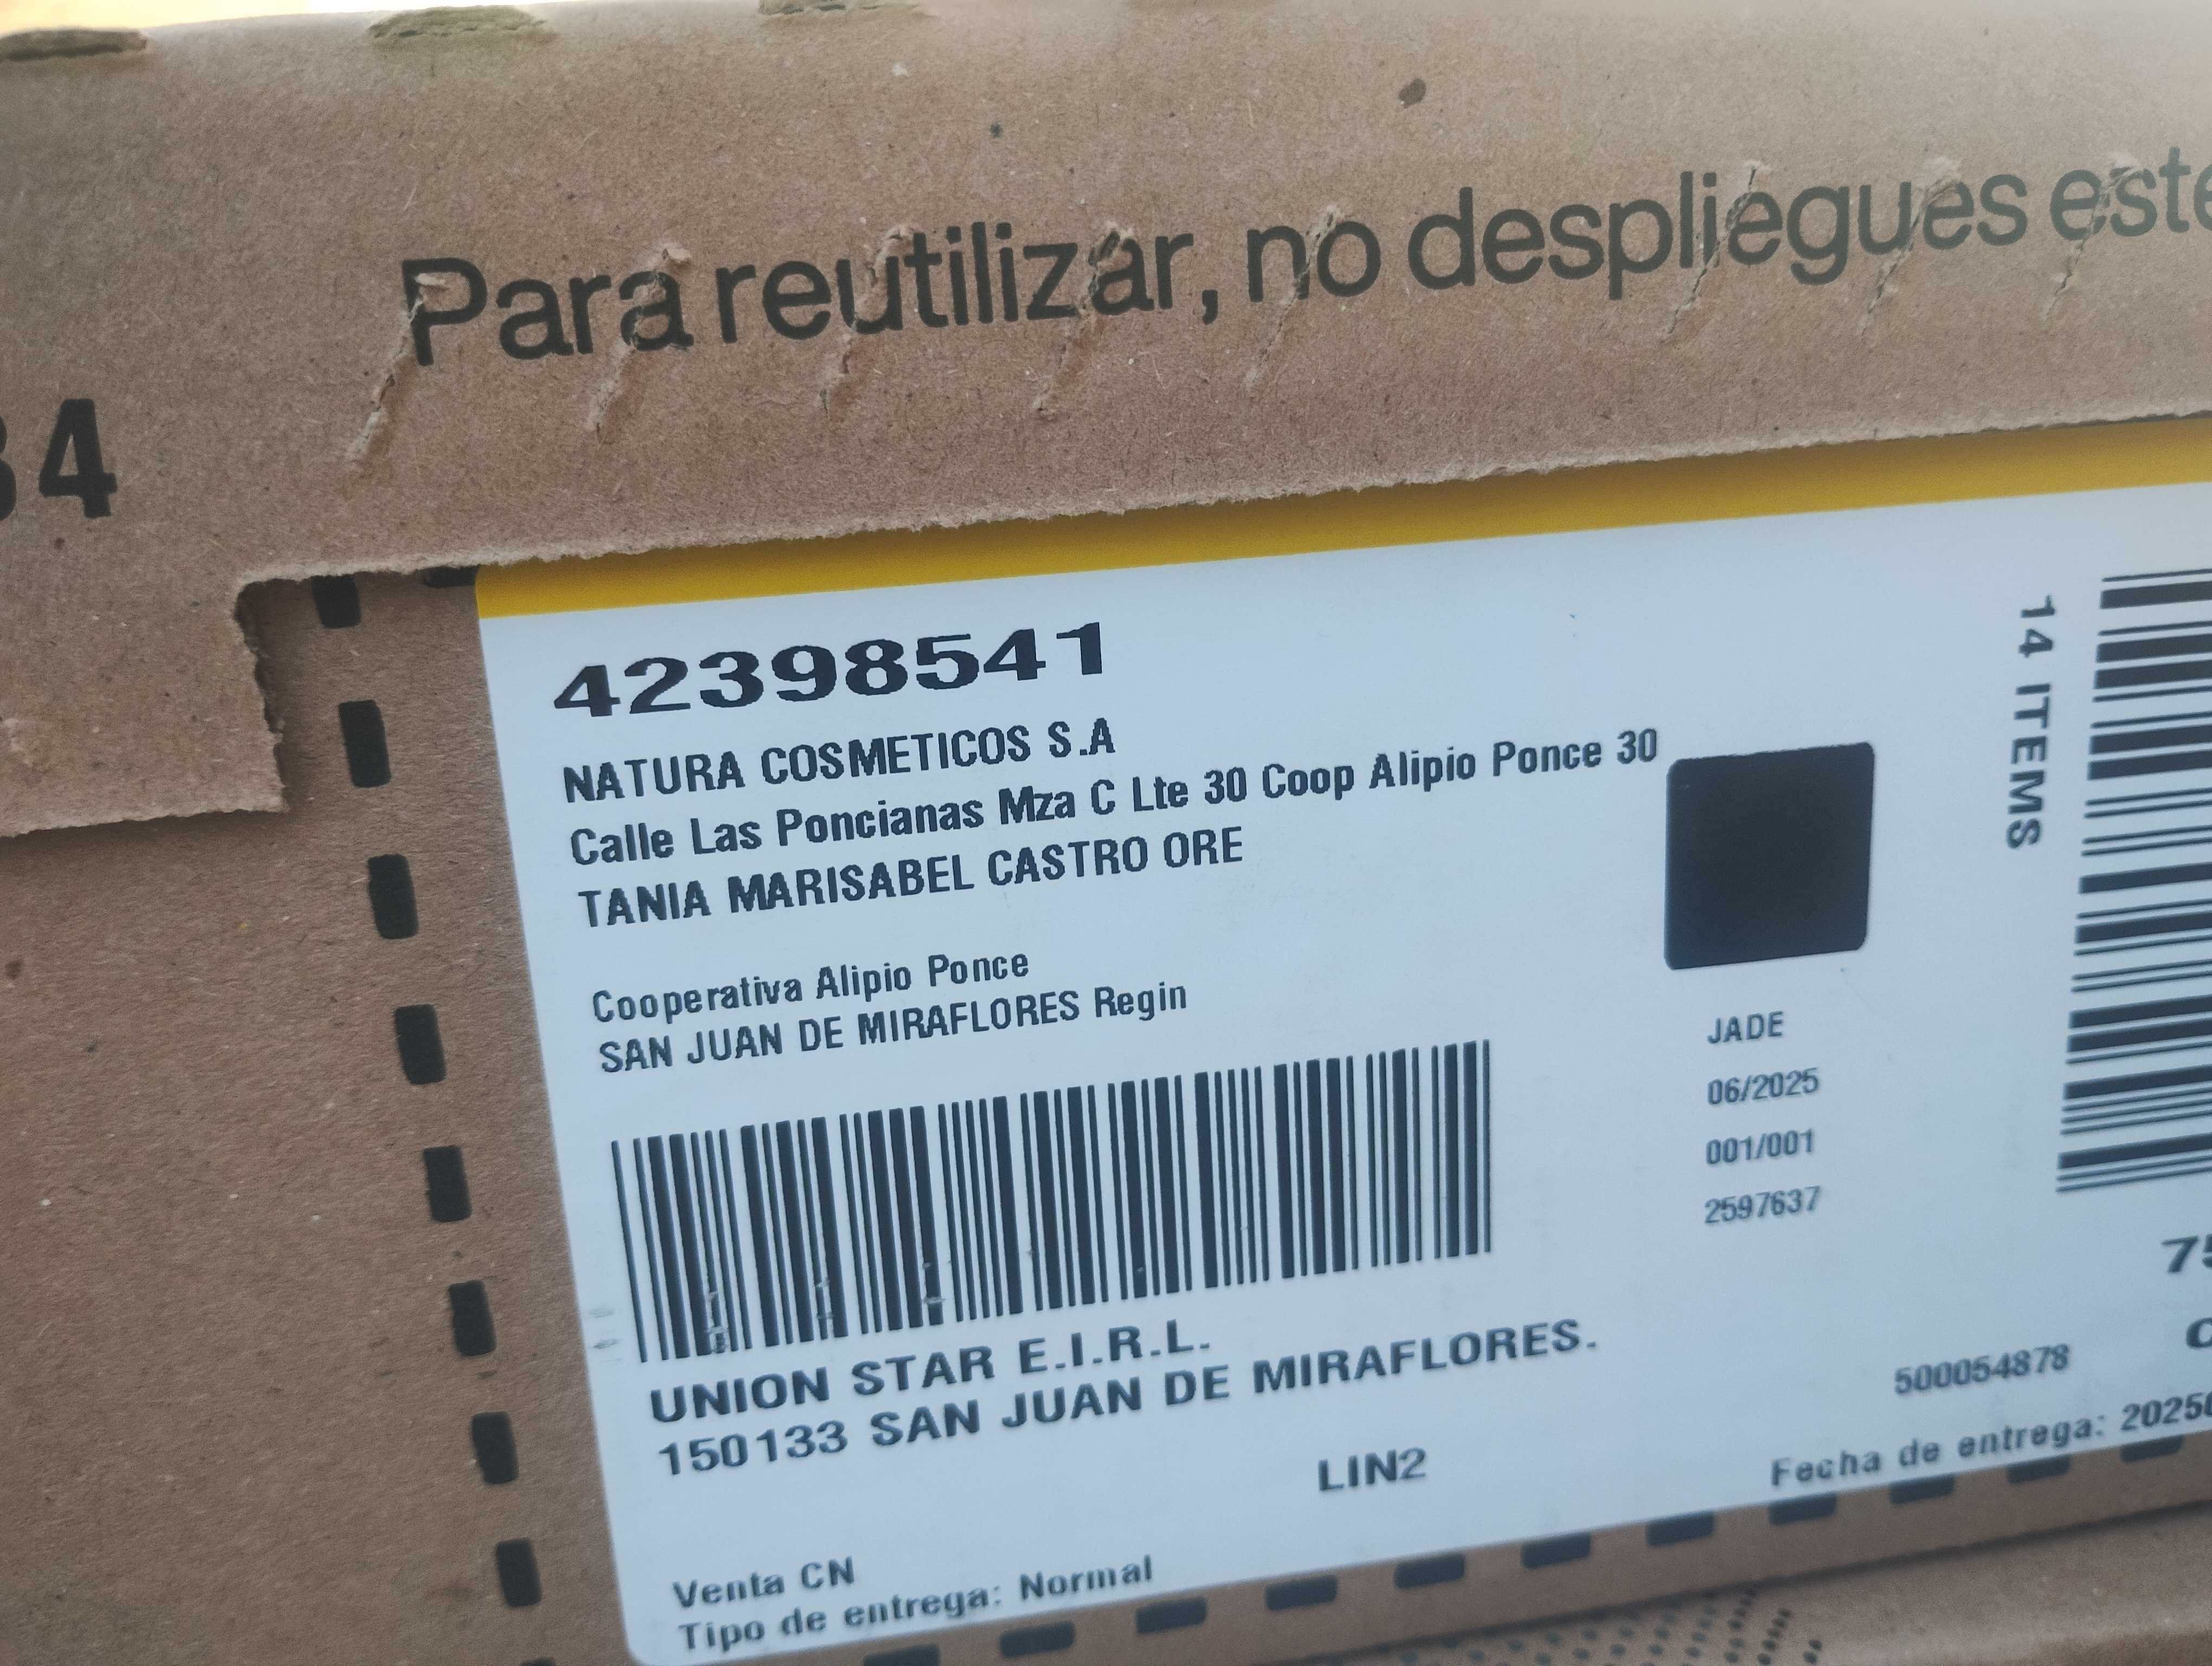 Para reutilizar, no despliegues este
34
42398541
NATURA COSMETICOS S.A
Calle Las Poncianas Mza C Lte 30 Coop Alipio Ponce 30
TANIA MARISABEL CASTRO ORE
Cooperativa Alipio Ponce
SAN JUAN DE MIRAFLORES Regin
14 ITEMS
JADE
06/2025
001/001
2597637
UNION STAR E.I.R.L.
150133 SAN JUAN DE MIRAFLORES.
LIN2
500054878
Fecha de entrega:
Venta CN
Tipo de entrega: Normal